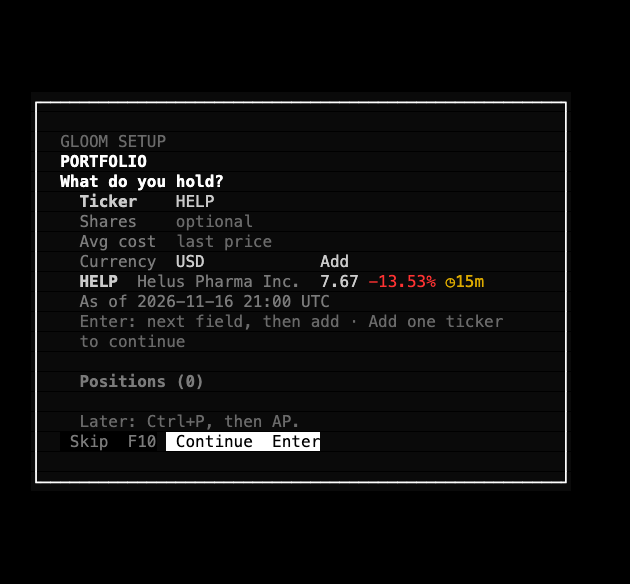 GLOOM SETUP
PORTFOLIO
What do you hold?
Ticker HELP
Shares optional
Avg cost last price
Currency USD Add
HELP Helus Pharma Inc. 7.67 −13.53% ◷15m
As of 2026−11−16 21:00 UTC
Enter: next field, then add · Add one ticker
to continue
Positions (0)
Later: Ctrl+P, then AP.
Skip F10 Continue Enter